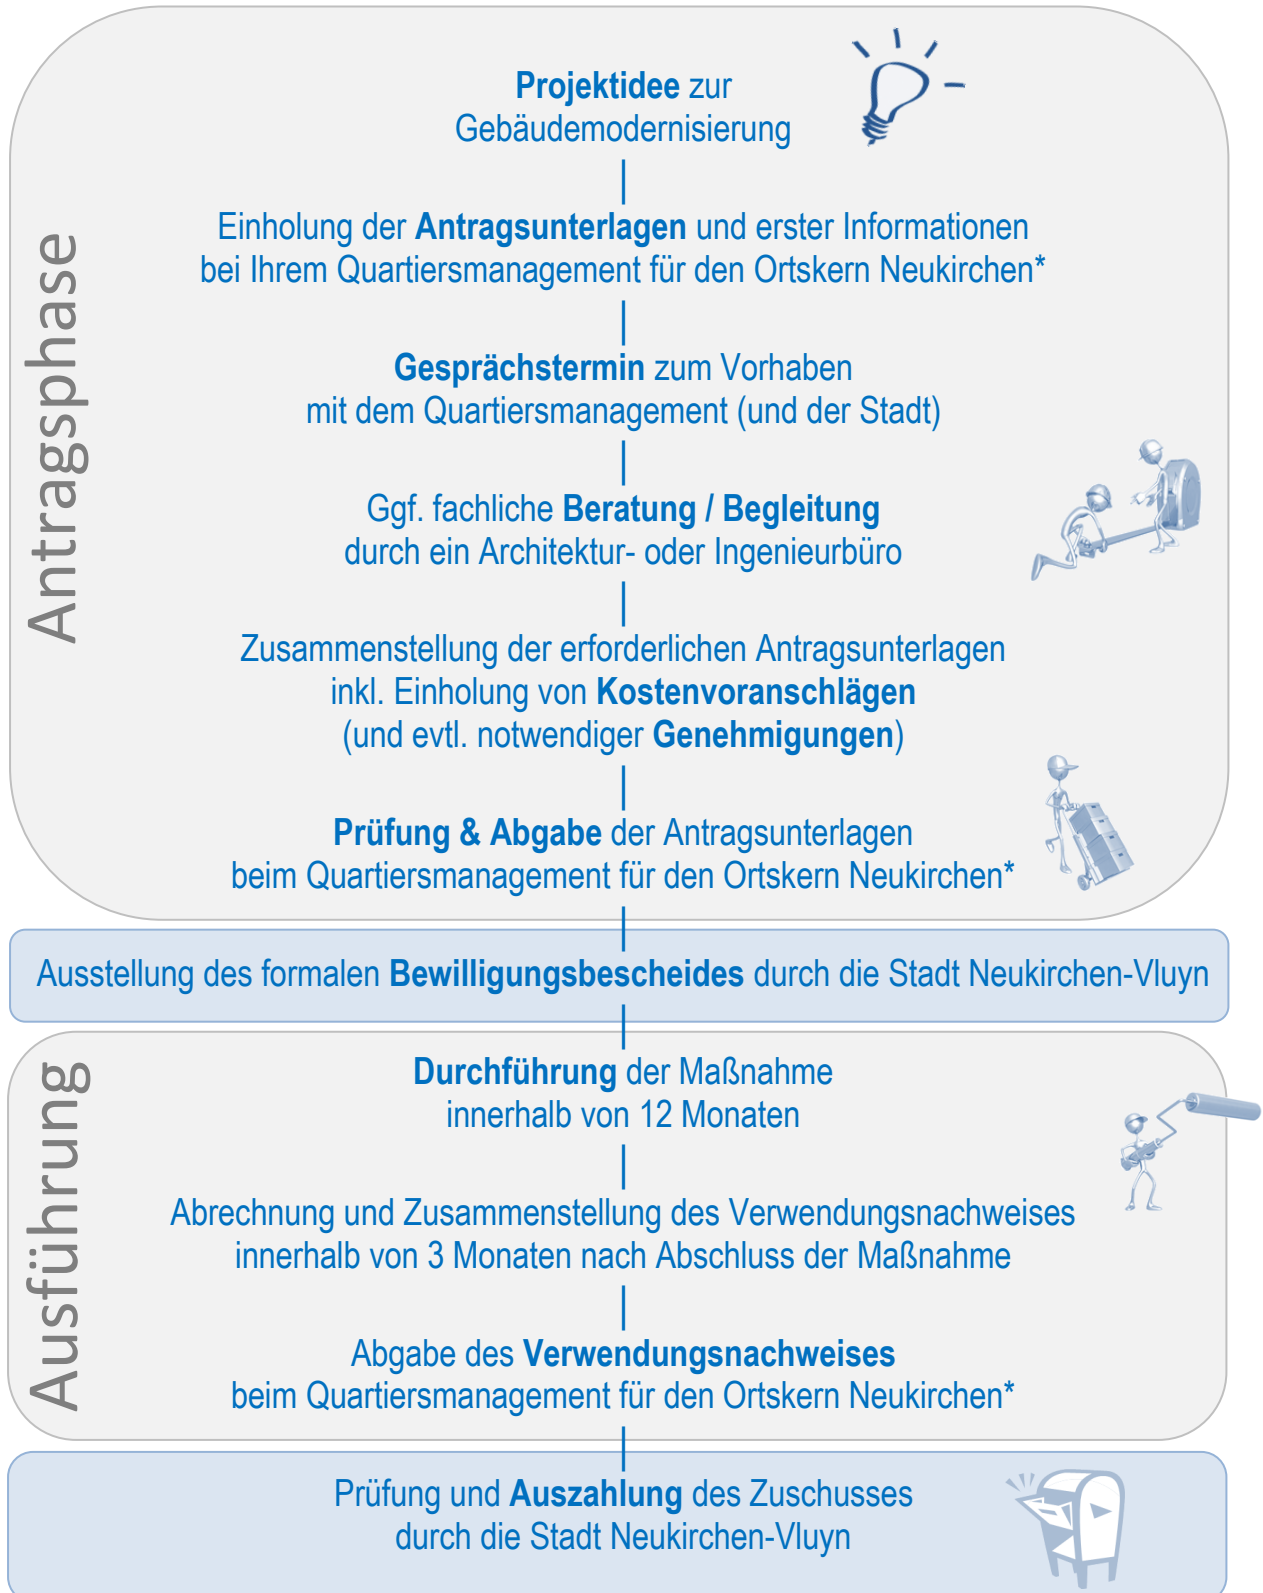 Antragsphase
Projektidee zur
Gebäudemodernisierung
Einholung der Antragsunterlagen und erster Informationen
bei Ihrem Quartiersmanagement für den Ortskern Neukirchen*
Gesprächstermin zum Vorhaben
mit dem Quartiersmanagement (und der Stadt)
Ggf. fachliche Beratung / Begleitung
durch ein Architektur- oder Ingenieurbüro
Zusammenstellung der erforderlichen Antragsunterlagen
inkl. Einholung von Kostenvoranschlägen
(und evtl. notwendiger Genehmigungen)
Prüfung & Abgabe der Antragsunterlagen
beim Quartiersmanagement für den Ortskern Neukirchen*
Ausstellung des formalen Bewilligungsbescheides durch die Stadt Neukirchen-Vluyn
Ausführung
Durchführung der Maßnahme
innerhalb von 12 Monaten
Abrechnung und Zusammenstellung des Verwendungsnachweises
innerhalb von 3 Monaten nach Abschluss der Maßnahme
Abgabe des Verwendungsnachweises
beim Quartiersmanagement für den Ortskern Neukirchen*
Prüfung und Auszahlung des Zuschusses
durch die Stadt Neukirchen-Vluyn